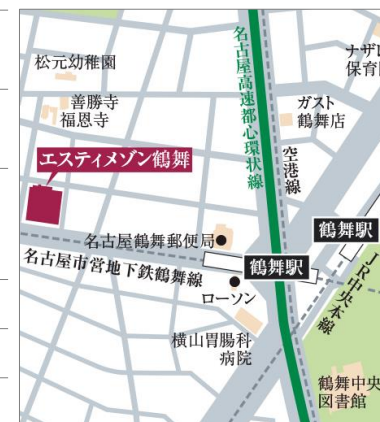 松元幼稚園
善勝寺
福恩寺
エスティメゾン鶴舞
名古屋高速都心環状線
空港線
ガスト
鶴舞店
保育
名古屋鶴舞郵便局
名古屋市営地下鉄鶴舞線
鶴舞駅
鶴舞駅
JR中央本線
ローソン
横山胃腸科
病院
鶴舞中央
図書館